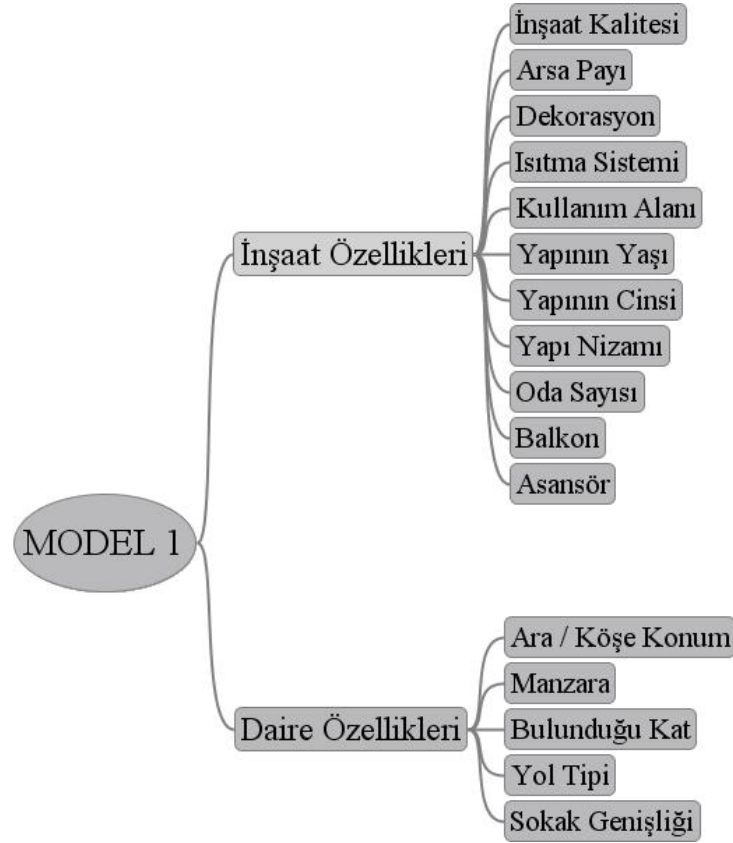 MODEL 1
İnşaat Özellikleri
İnşaat Kalitesi
Arsa Payı
Dekorasyon
Isıtma Sistemi
Kullanım Alanı
Yapının Yaşı
Yapının Cinsi
Yapı Nizamı
Oda Sayısı
Balkon
Asansör
Daire Özellikleri
Ara / Köşe Konum
Manzara
Bulunduğu Kat
Yol Tipi
Sokak Genişliği